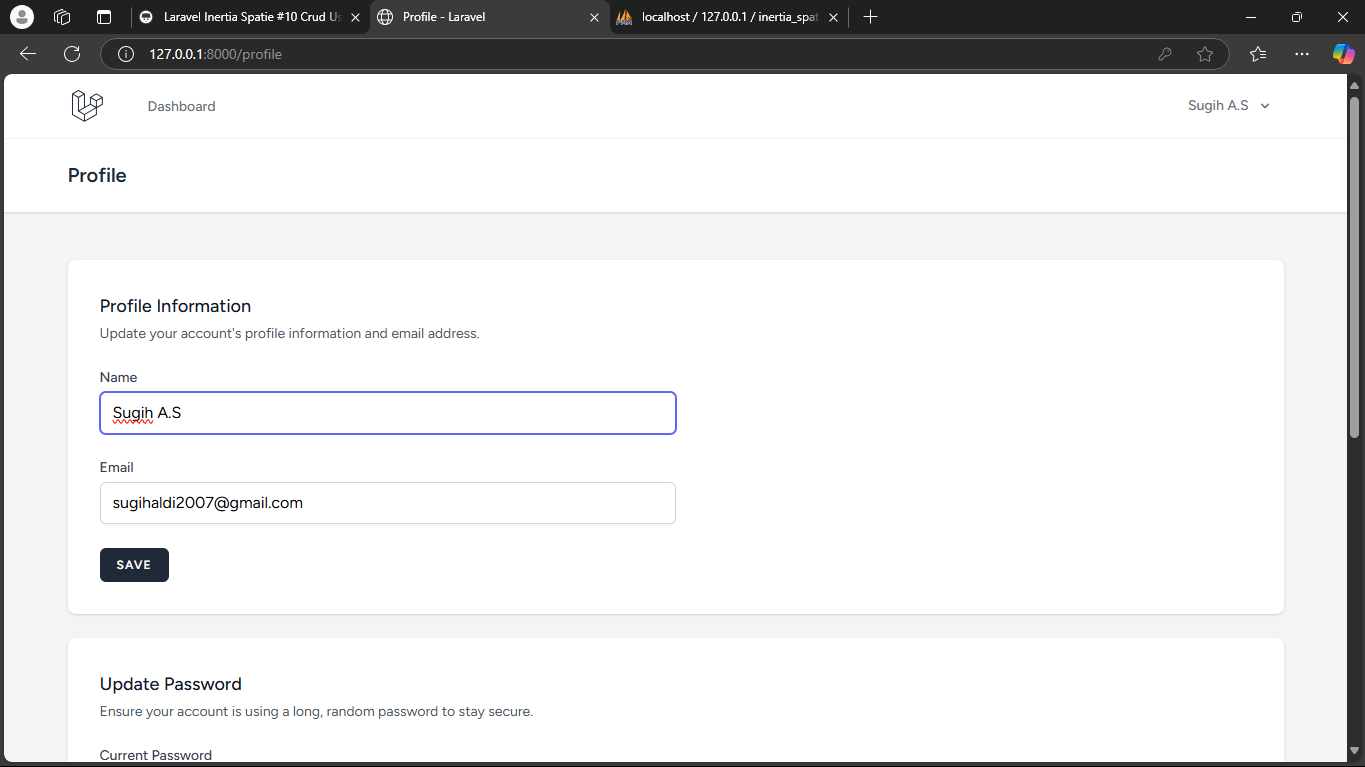 Laravel Inertia Spatie #10 Crud Us
Profile - Laravel
localhost / 127.0.0.1 / inertia_spat
127.0.0.1:8000/profile
Dashboard
Sugih A.S
Profile
Profile Information
Update your account's profile information and email address.
Name
Sugih A.S
Email
sugihaldi2007@gmail.com
SAVE
Update Password
Ensure your account is using a long, random password to stay secure.
Current Password